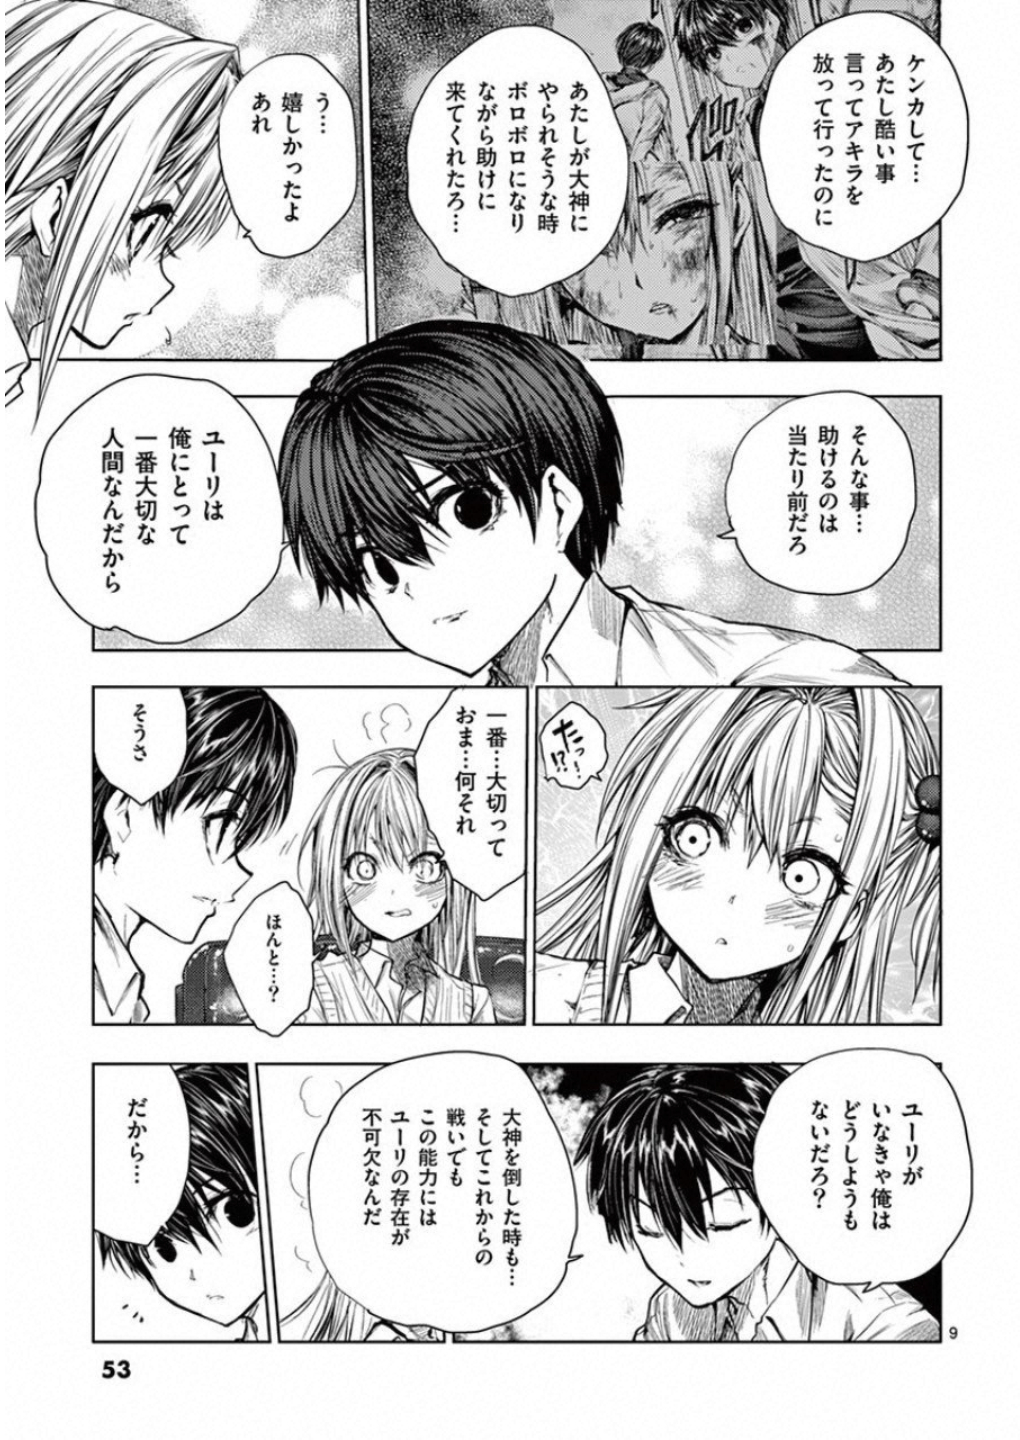 ケンカして…
あたし酷い事
言ってアキラを
放って行ったのに
あたしが大神に
やられそうな時
ボロボロになり
ながら助けに
来てくれたろ…
う…
嬉しかったよ
あれ
そんな事…
助けるのは
当たり前だろ
ユーリは
俺にとって
一番大切な
人間なんだから
たっ…!?
一番…大切って
おま…何それ
そうさ
ほんと…?
ユーリが
いなきゃ俺は
どうしようも
ないだろ?
大神を倒した時も…
そしてこれからの
戦いでも
この能力には
ユーリの存在が
不可欠なんだ
だから…
9
53